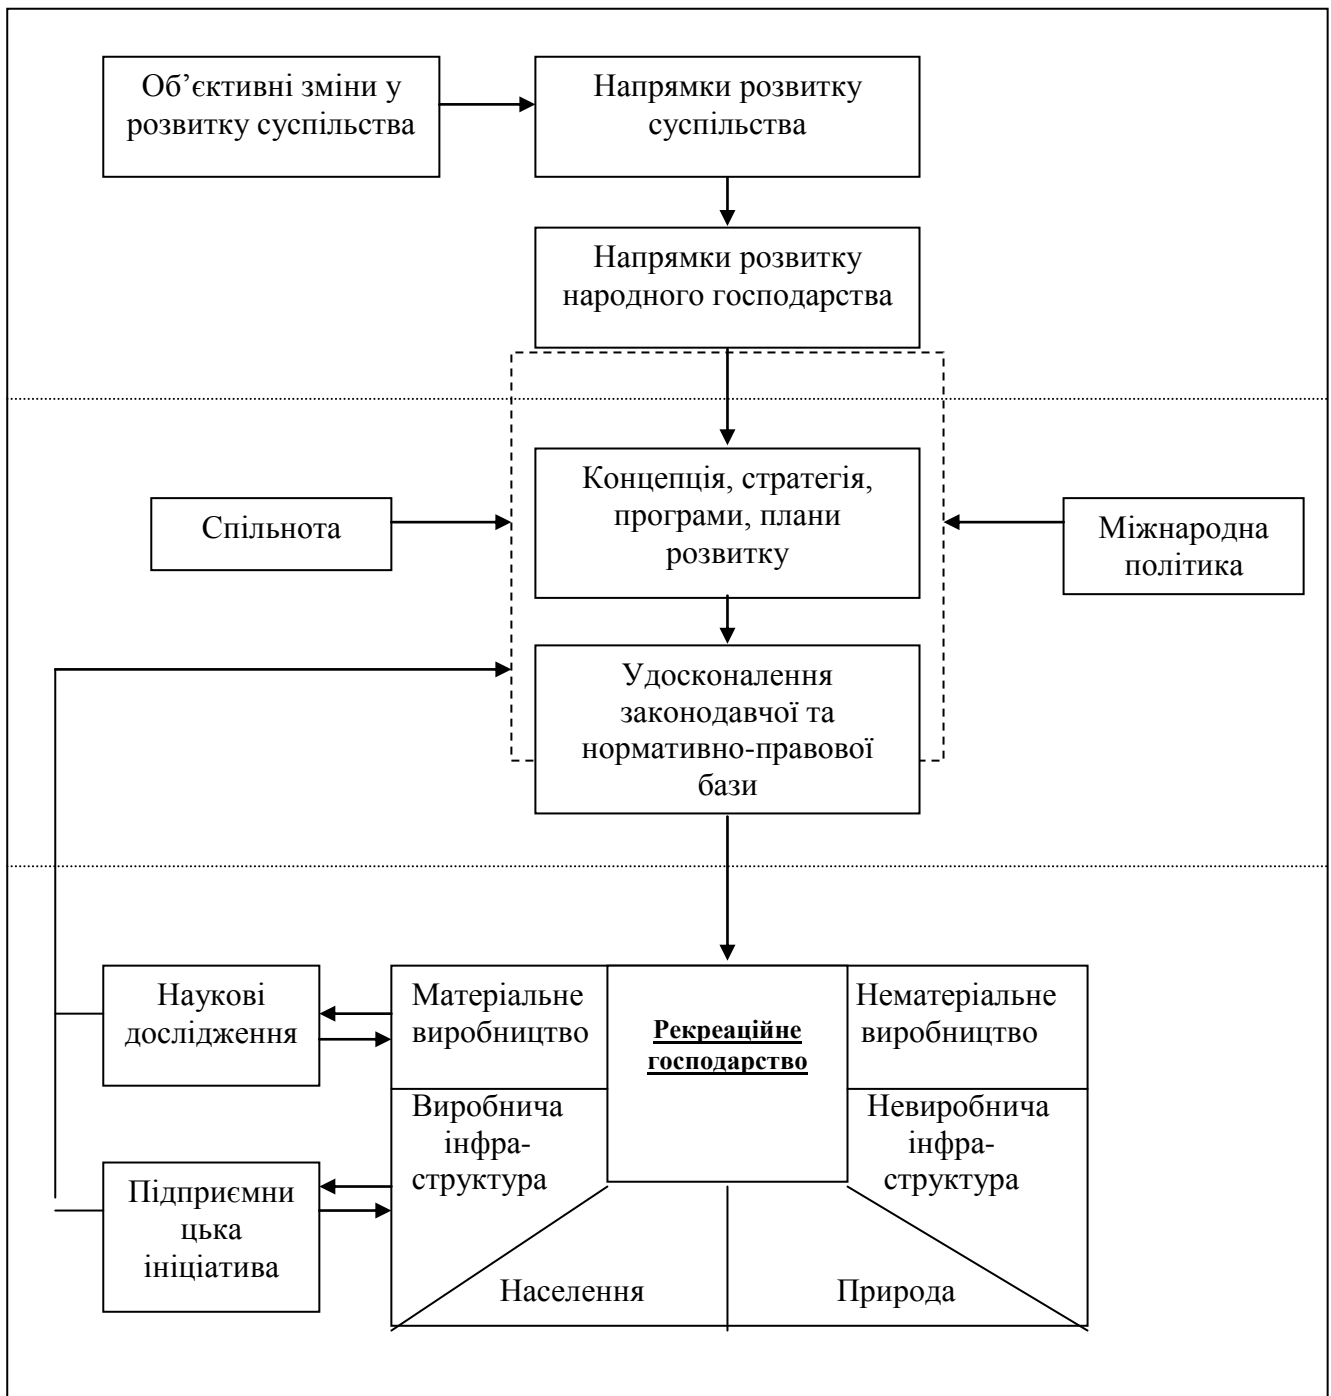 Об’єктивні зміни у
розвитку суспільства
Напрямки розвитку
суспільства
Напрямки розвитку
народного господарства
Концепція, стратегія,
програми, плани
розвитку
Спільнота
Міжнародна
політика
Удосконалення
законодавчої та
нормативно-правової
бази
Наукові
дослідження
Матеріальне
виробництво
Рекреаційне
господарство
Нематеріальне
виробництво
Виробнича
інфра-
структура
Невиробнича
інфра-
структура
Підприємни
цька
ініціатива
Населення
Природа